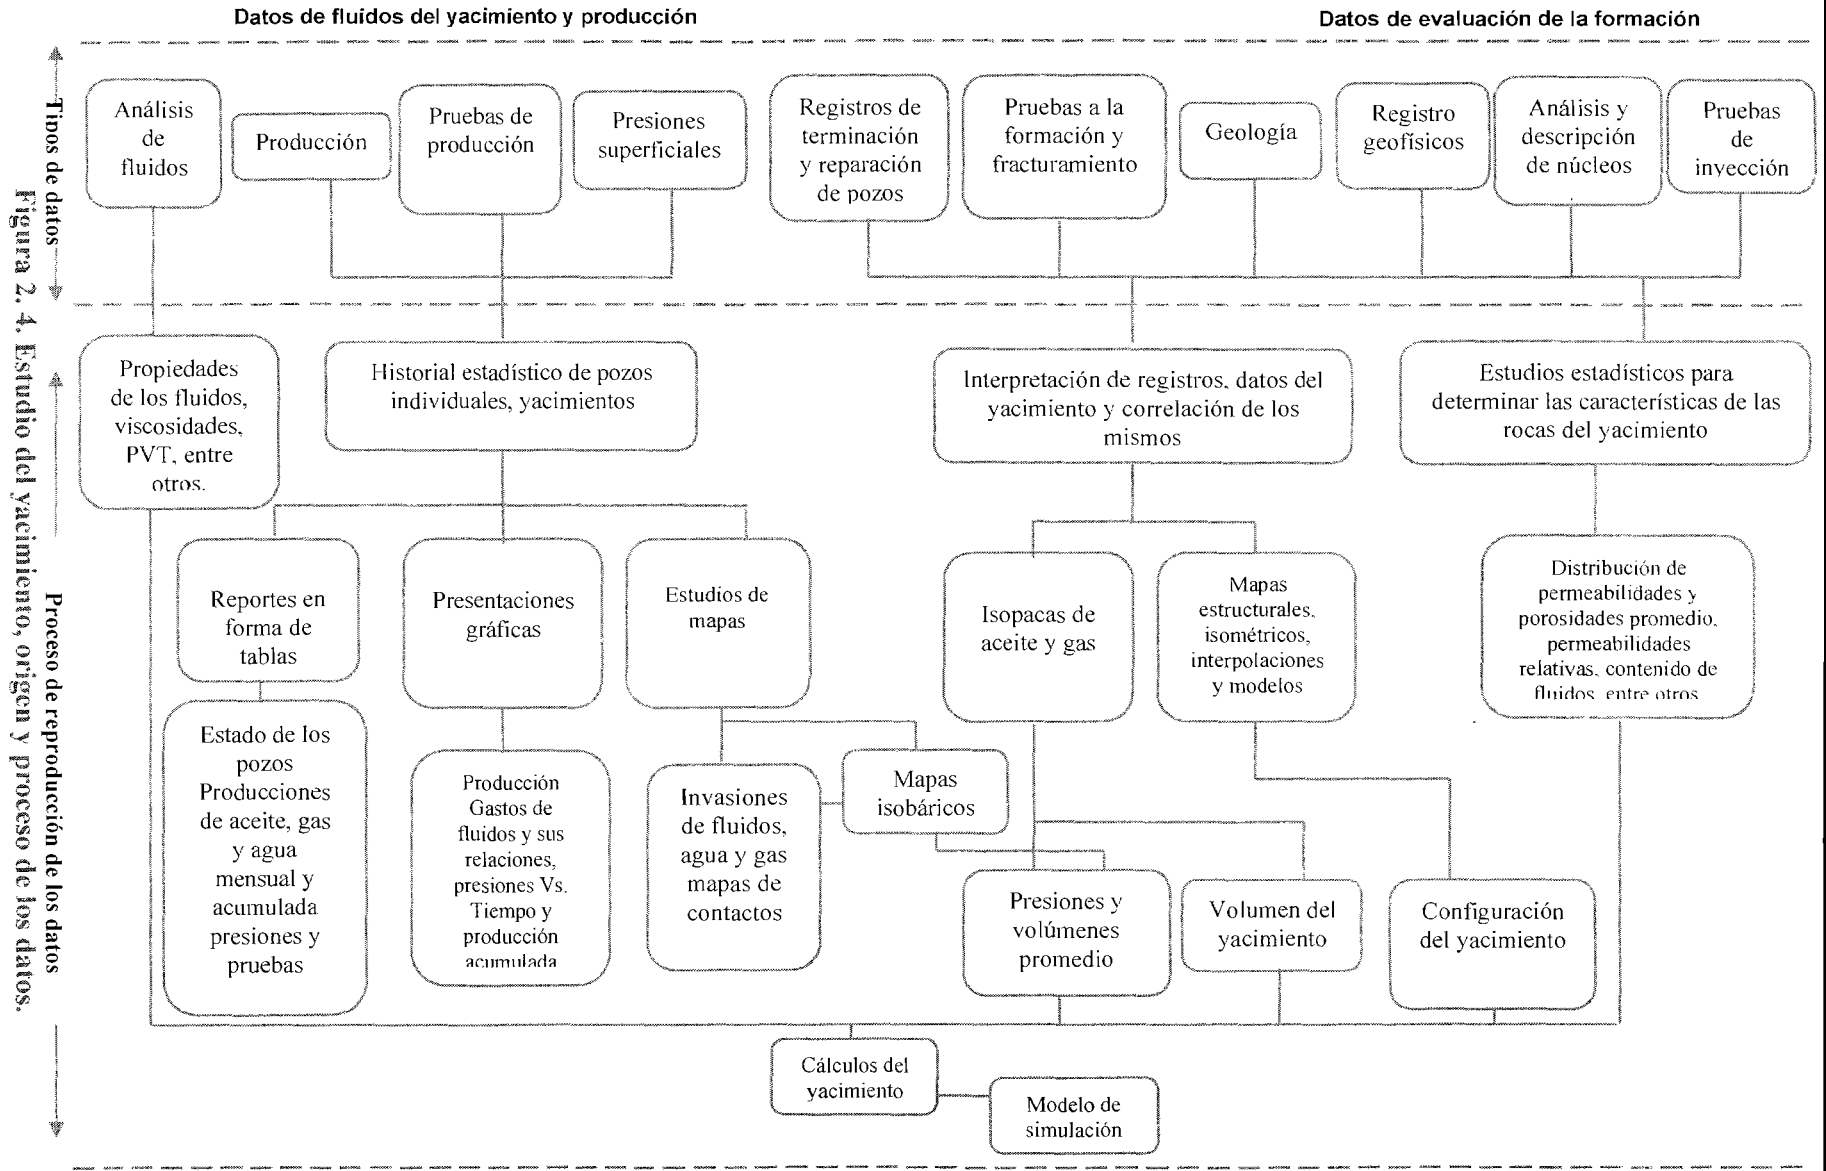 Datos de fluidos del yacimiento y producción
Datos de evaluación de la formación
Tipos de datos
Análisis
de
fluidos
Producción
Pruebas de
producción
Presiones
superficiales
Registros de
terminación
y reparación
de pozos
Pruebas a la
formación y
fracturamiento
Geología
Registro
geofísicos
Análisis y
descripción
de núcleos
Pruebas
de
inyección
Propiedades
de los fluidos,
viscosidades,
PVT, entre
otros.
Historial estadístico de pozos
individuales, yacimientos
Interpretación de registros, datos del
yacimiento y correlación de los
mismos
Estudios estadísticos para
determinar las características de las
rocas del yacimiento
Proceso de reproducción de los datos
Reportes en
forma de
tablas
Presentaciones
gráficas
Estudios de
mapas
Isopacas de
aceite y gas
Mapas
estructurales,
isométricos,
interpolaciones
y modelos
Distribución de
permeabilidades y
porosidades promedio,
permeabilidades
relativas, contenido de
fluidos, entre otros
Estado de los
pozos
Producciones
de aceite, gas
y agua
mensual y
acumulada
presiones y
pruebas
Producción
Gastos de
fluidos y sus
relaciones,
presiones Vs.
Tiempo y
producción
acumulada
Invasiones
de fluidos,
agua y gas
mapas de
contactos
Mapas
isobáricos
Presiones y
volúmenes
promedio
Volumen del
yacimiento
Configuración
del yacimiento
Cálculos del
yacimiento
Modelo de
simulación
Figura 2. 4. Estudio del yacimiento, origen y proceso de los datos.